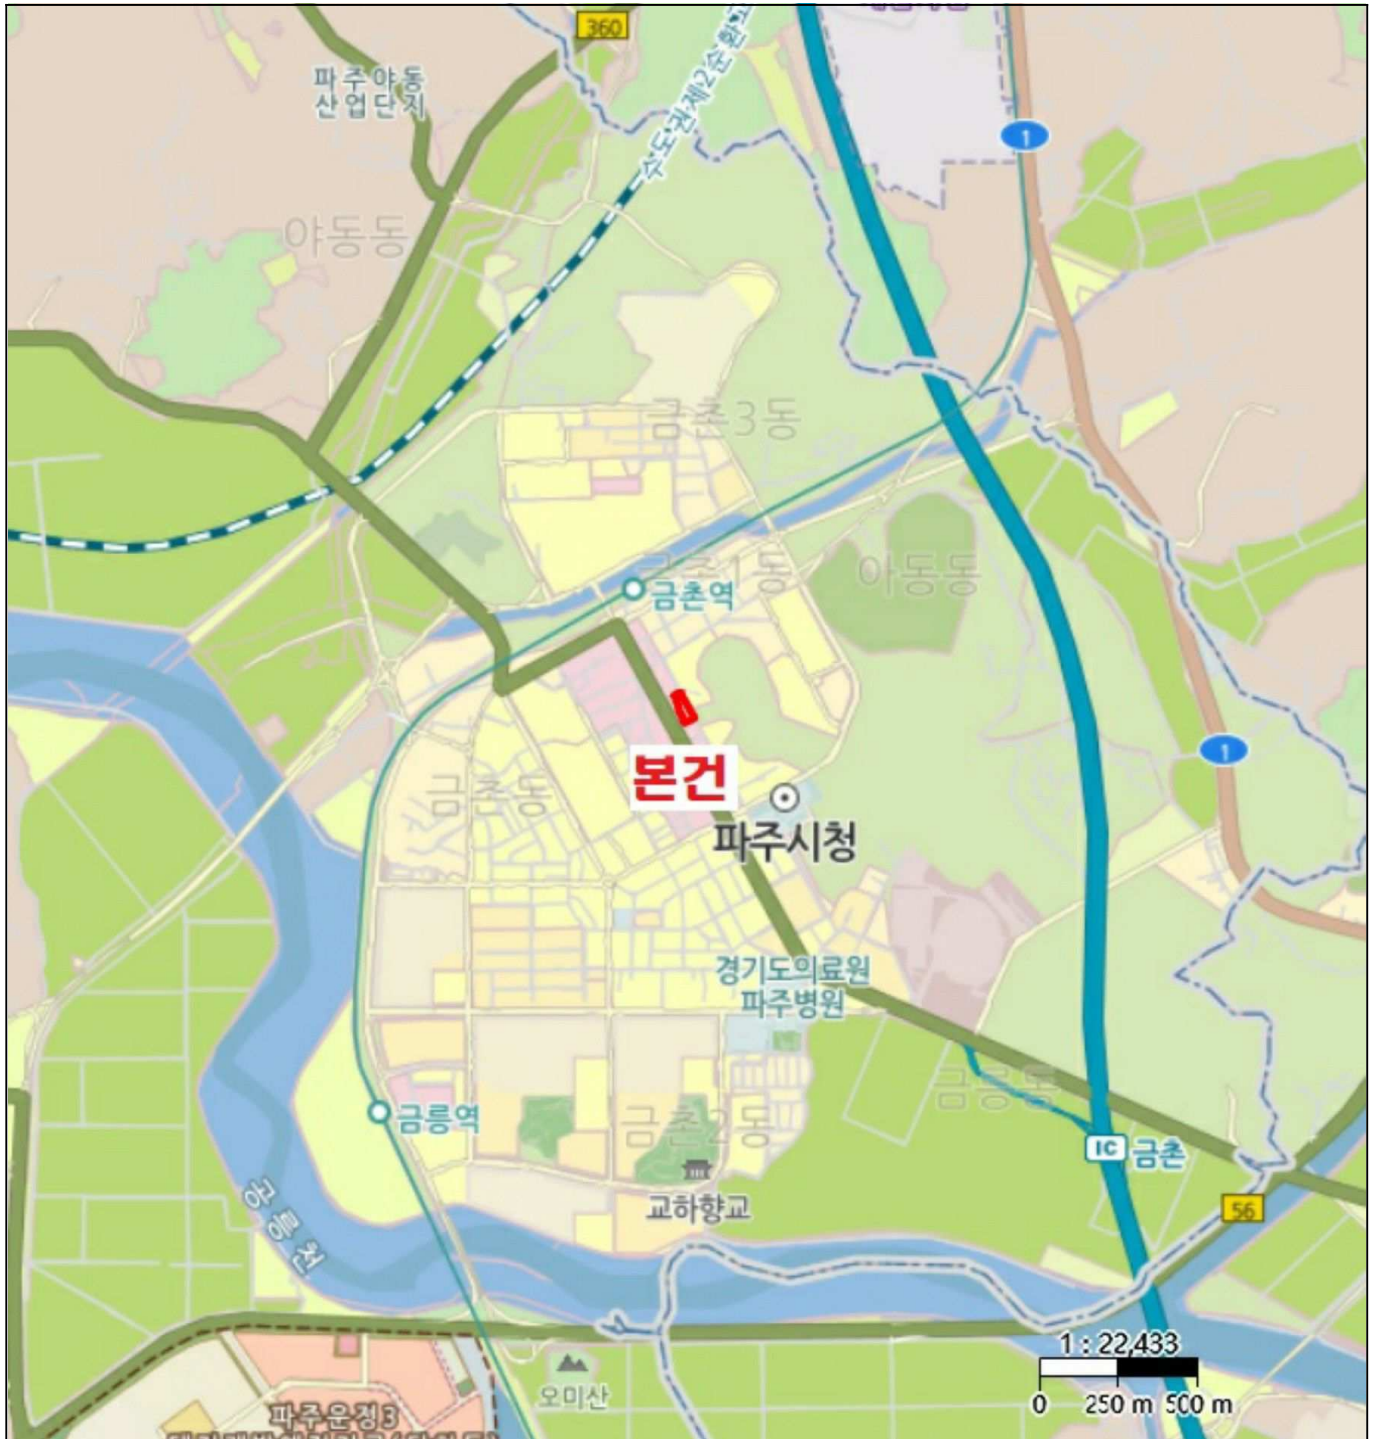 360
파주야동
산업단지
수도권제2순환고
1
야동동
금촌3동
금촌1동
아동동
금촌역
1
본건
금촌동
파주시청
경기도의료원
파주병원
금릉동
금릉역
금촌2동
IC 금촌
교하향교
공릉천
56
1 : 22,433
0 250 m 500 m
오미산
파주운정3